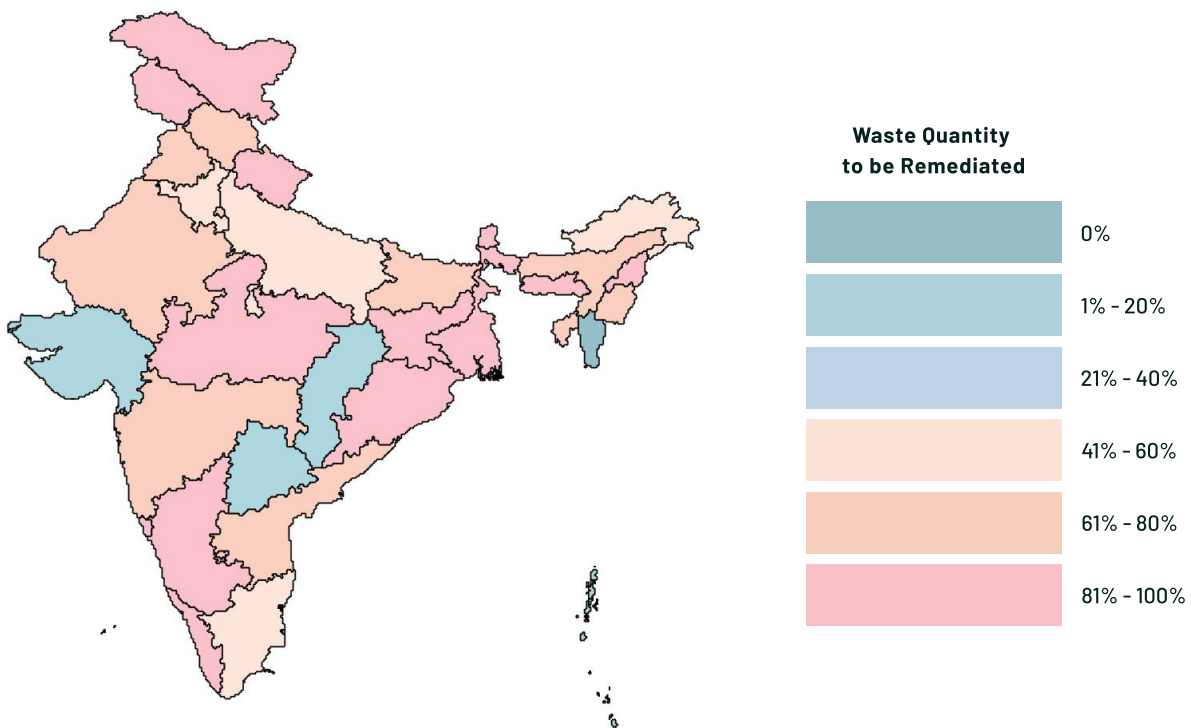 Waste Quantity
to be Remediated
0%
1% - 20%
21% - 40%
41% - 60%
61% - 80%
81% - 100%